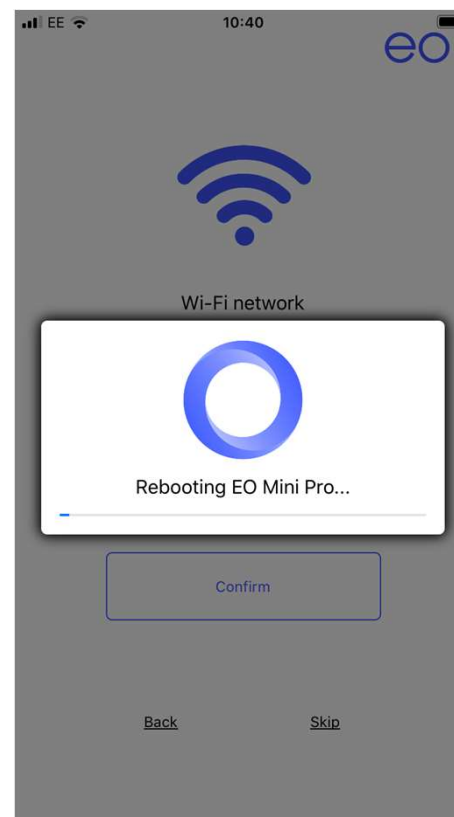 EE 10:40
eo
Wi-Fi network
Rebooting EO Mini Pro...
Confirm
Back Skip